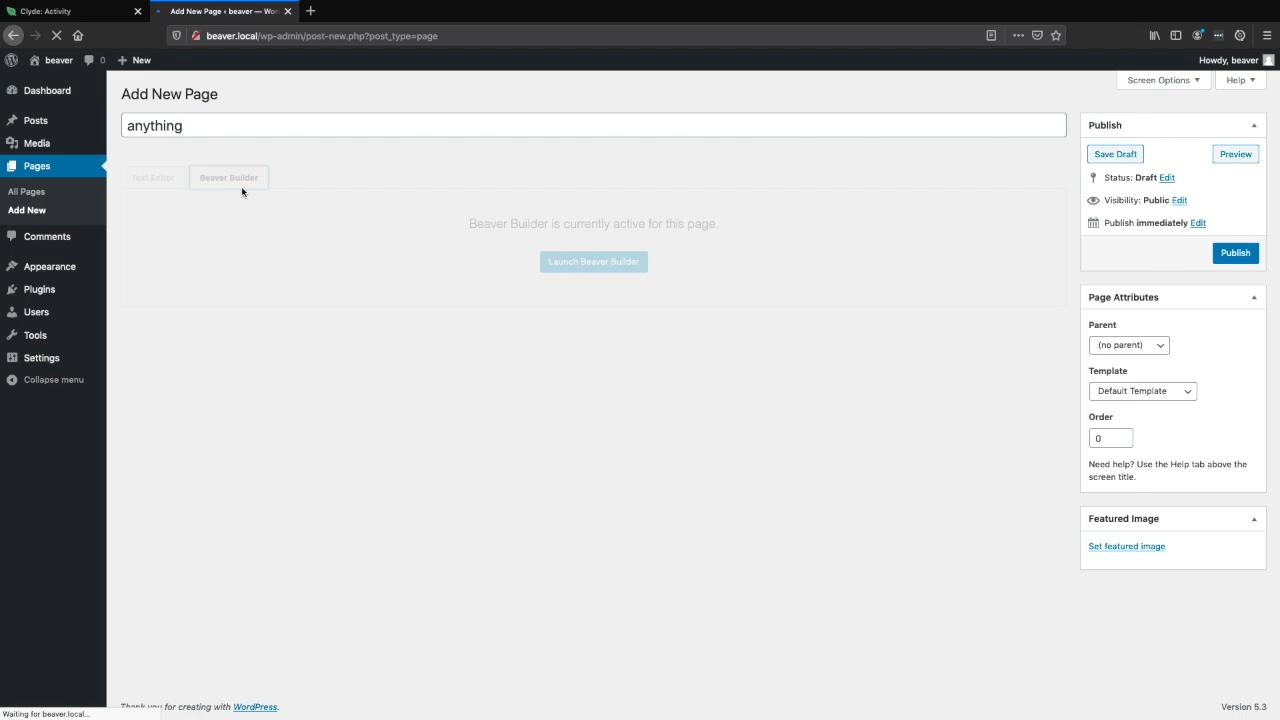 Clyde: Activity
Add New Page ‹ beaver — Wor
beaver.local/wp-admin/post-new.php?post_type=page
beaver
0
New
Howdy, beaver
Dashboard
Posts
Media
Pages
All Pages
Add New
Comments
Appearance
Plugins
Users
Tools
Settings
Collapse menu
Screen Options
Help
Add New Page
anything
Text Editor
Beaver Builder
Beaver Builder is currently active for this page.
Launch Beaver Builder
Publish
Save Draft
Preview
Status: Draft Edit
Visibility: Public Edit
Publish immediately Edit
Publish
Page Attributes
Parent
(no parent)
Template
Default Template
Order
0
Need help? Use the Help tab above the
screen title.
Featured Image
Set featured image
Thank you for creating with WordPress.
Version 5.3
Waiting for beaver.local...